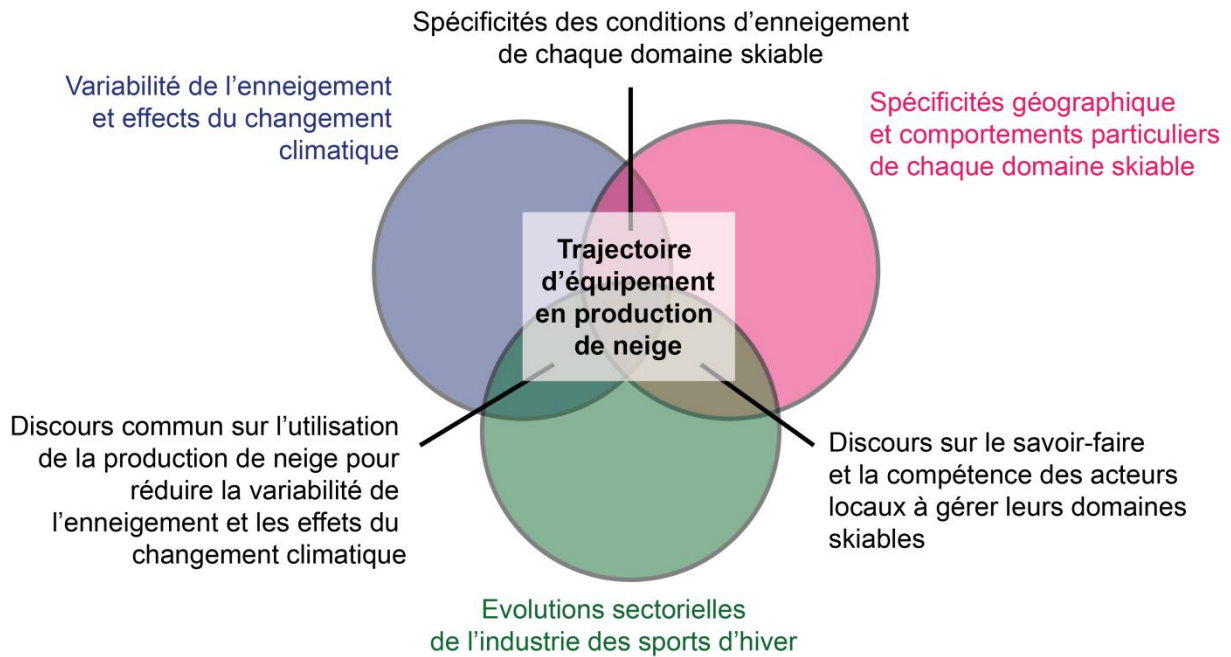 Spécificités des conditions d’enneigement
de chaque domaine skiable
Variabilité de l’enneigement
et effects du changement
climatique
Spécificités géographique
et comportements particuliers
de chaque domaine skiable
Trajectoire
d’équipement
en production
de neige
Discours commun sur l’utilisation
de la production de neige pour
réduire la variabilité de
l’enneigement et les effets du
changement climatique
Discours sur le savoir-faire
et la compétence des acteurs
locaux à gérer leurs domaines
skiables
Evolutions sectorielles
de l’industrie des sports d’hiver